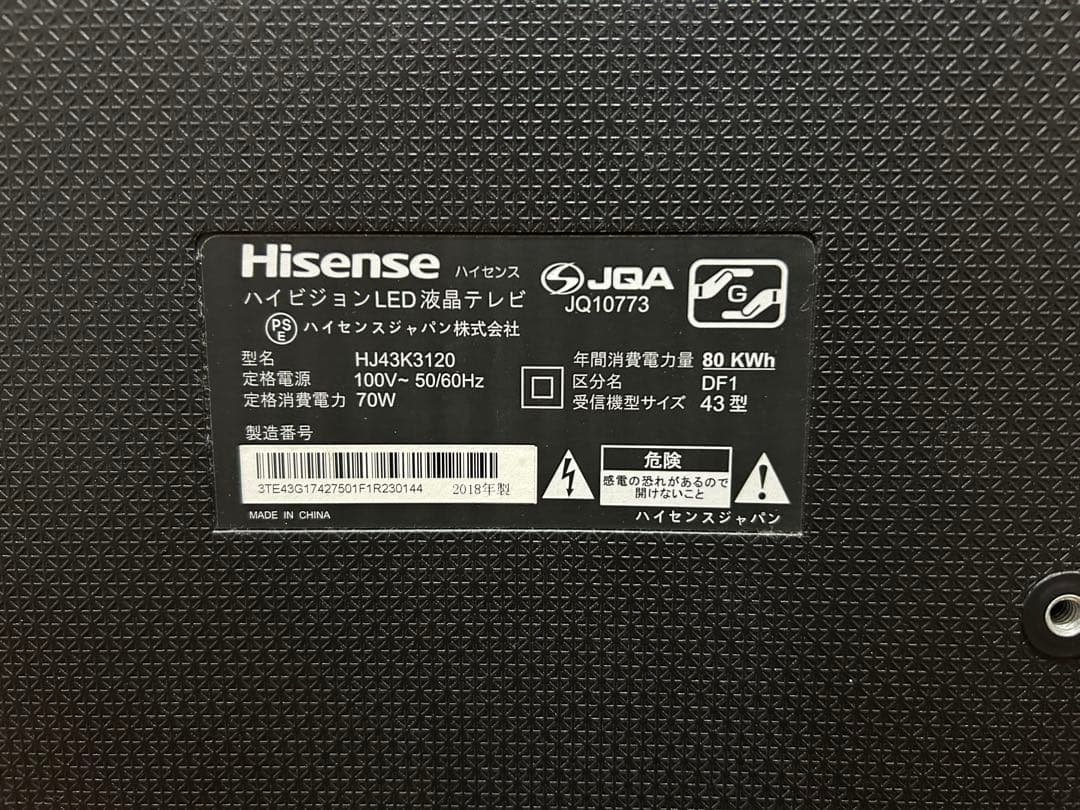 Hisense ハイセンス
JQA
JQ10773
G
ハイビジョンLED液晶テレビ
PS
E
ハイセンスジャパン株式会社
型名 HJ43K3120
定格電源 100V~ 50/60Hz
定格消費電力 70W
年間消費電力量 80 KWh
区分名 DF1
受信機型サイズ 43型
製造番号
3TE43G17427501F1R230144 2018年製
MADE IN CHINA
危険
感電の恐れがあるので
開けないこと
ハイセンスジャパン